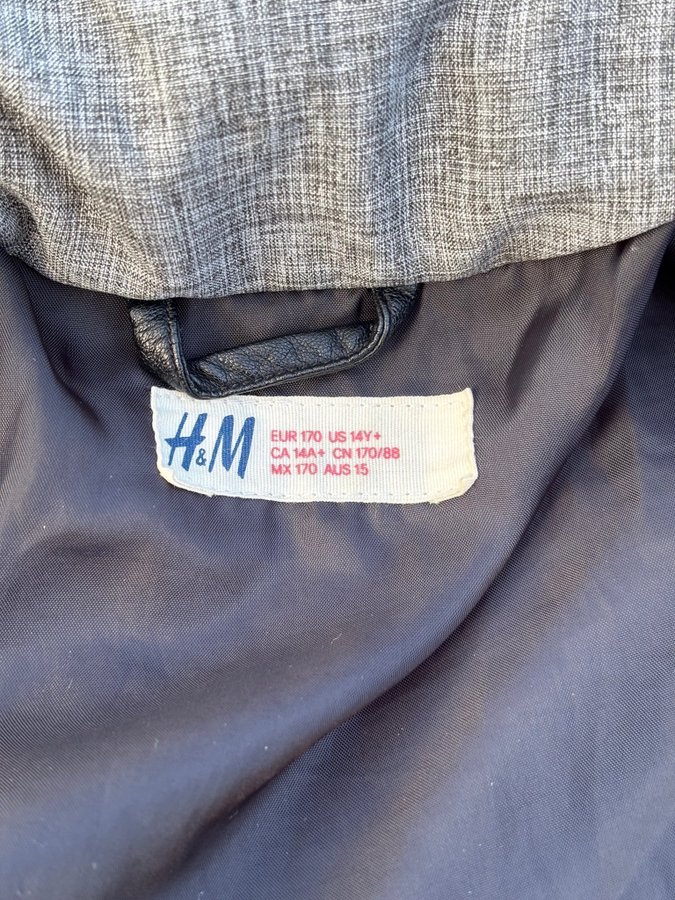 H&M
EUR 170 US 14Y+
CA 14A+ CN 170/88
MX 170 AUS 15